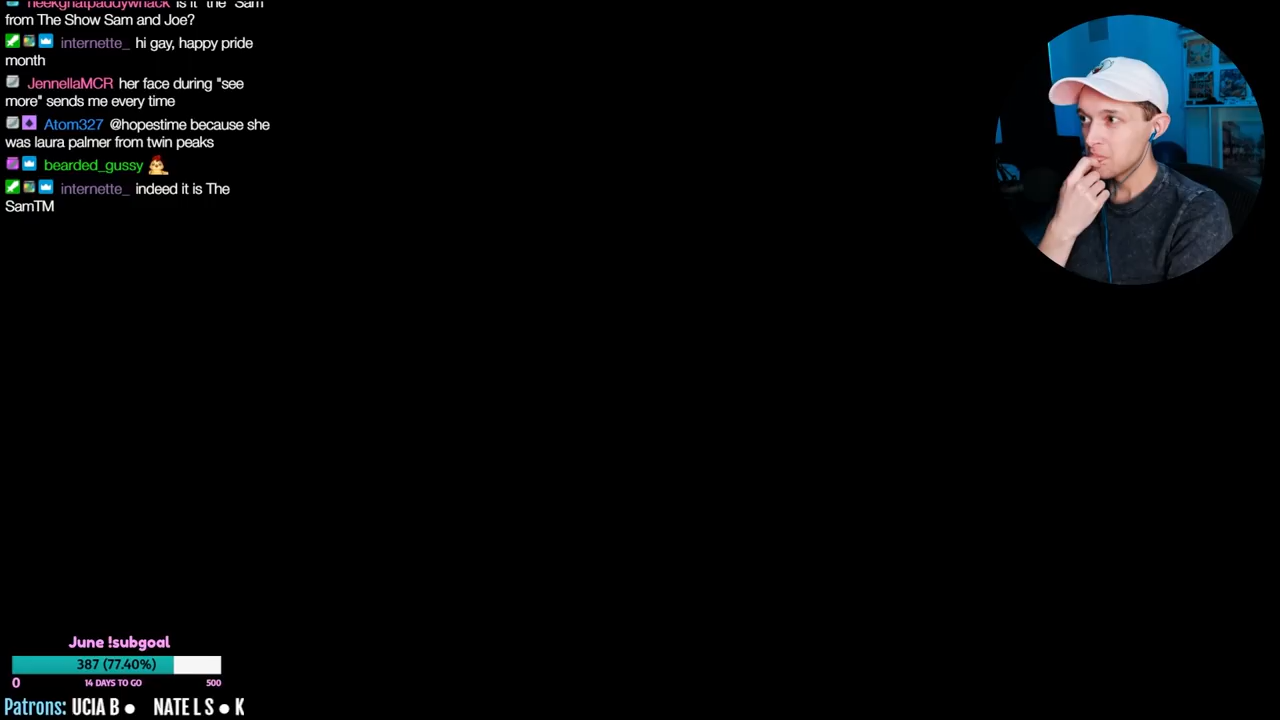 neekghatpaddywhack is it "the" Sam
from The Show Sam and Joe?
internette_ hi gay, happy pride
month
JennellaMCR her face during "see
more" sends me every time
Atom327 @hopestime because she
was laura palmer from twin peaks
bearded_gussy
internette_ indeed it is The
SamTM
June !subgoal
387 (77.40%)
0 14 DAYS TO GO 500
Patrons: UCIA B ● NATE L S ● K